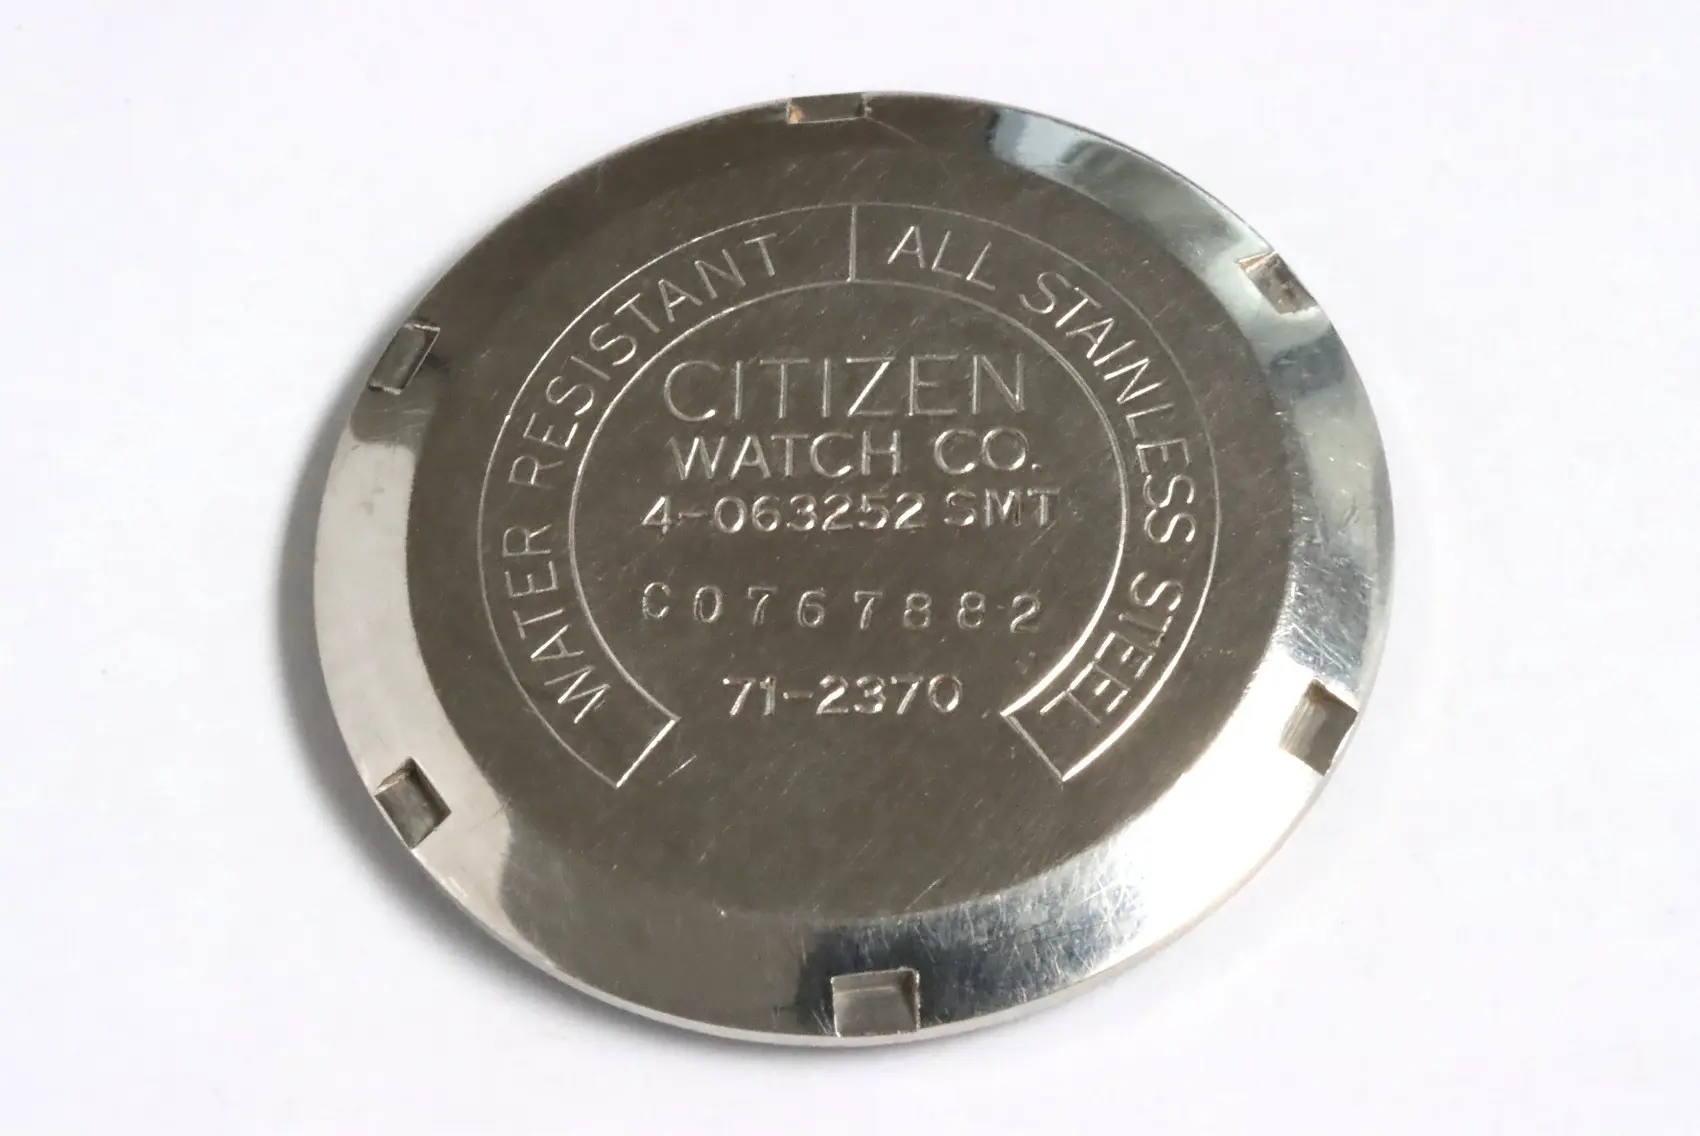 WATER RESISTANT
ALL STAINLESS STEEL
CITIZEN
WATCH CO.
4-063252 SMT
C0767882
71-2370